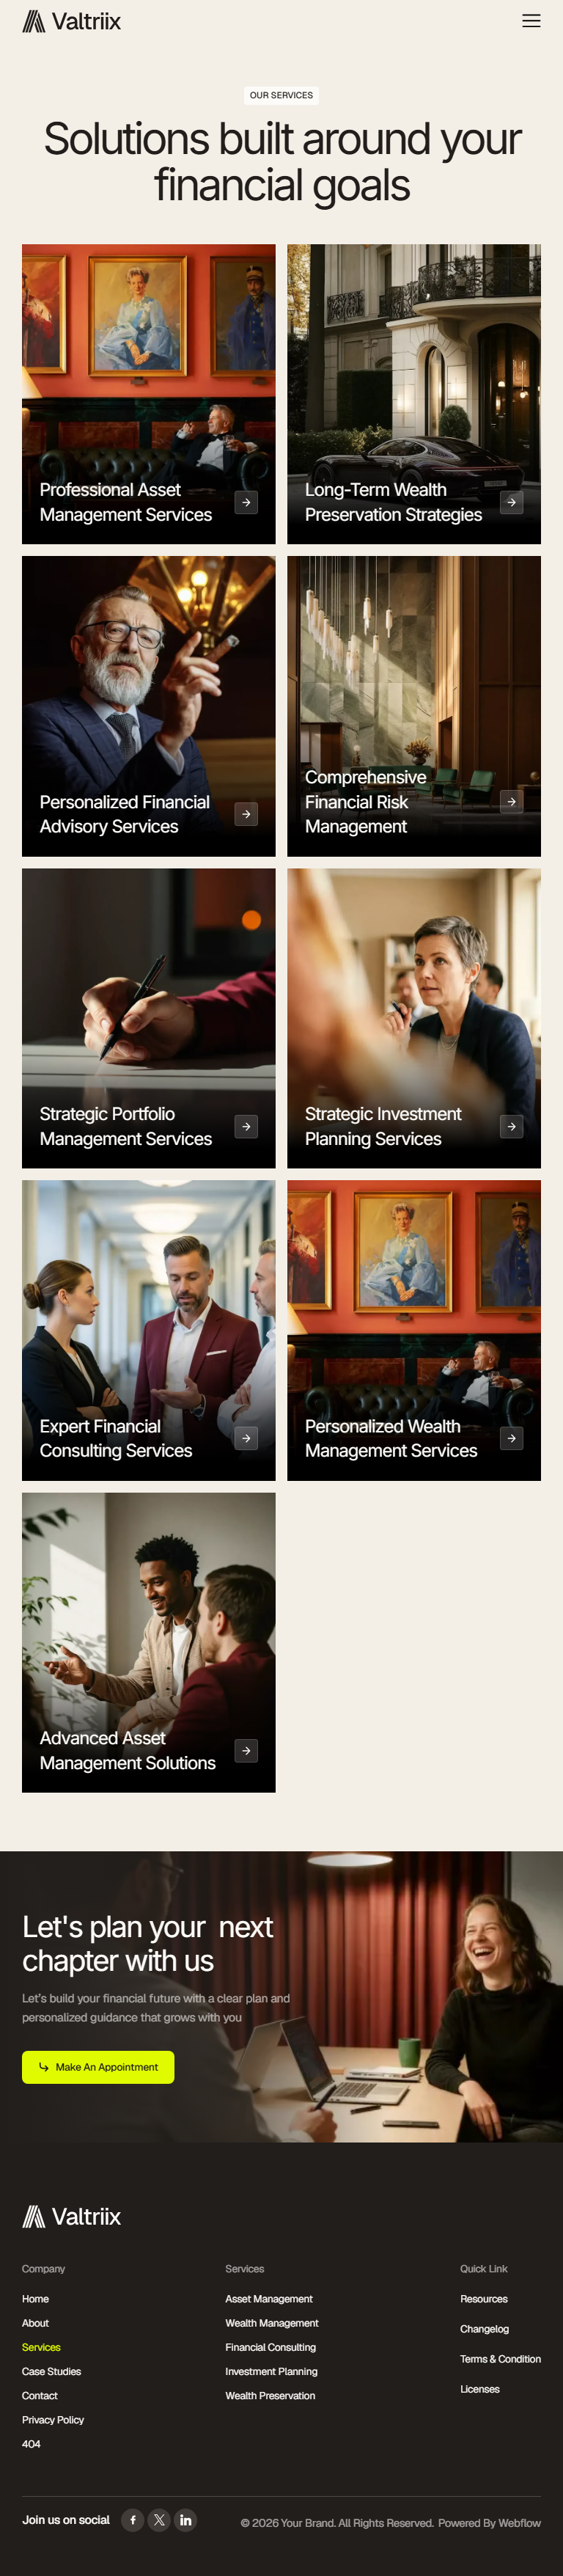 Valtriix
OUR SERVICES
Solutions built around your
financial goals
Professional Asset
Management Services
Long-Term Wealth
Preservation Strategies
Personalized Financial
Advisory Services
Comprehensive
Financial Risk
Management
Strategic Portfolio
Management Services
Strategic Investment
Planning Services
Expert Financial
Consulting Services
Personalized Wealth
Management Services
Advanced Asset
Management Solutions
Let's plan your next
chapter with us
Let's build your financial future with a clear plan and
personalized guidance that grows with you
Make An Appointment
Valtriix
Company
Home
About
Services
Case Studies
Contact
Privacy Policy
404
Services
Asset Management
Wealth Management
Financial Consulting
Investment Planning
Wealth Preservation
Quick Link
Resources
Changelog
Terms & Condition
Licenses
Join us on social
© 2026 Your Brand. All Rights Reserved. Powered By Webflow